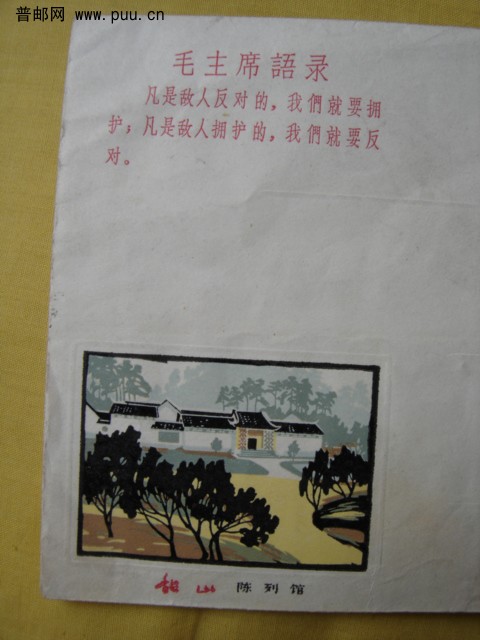 普邮网 www.puu.cn
毛主席語录
凡是敌人反对的，我們就要拥
护；凡是敌人拥护的，我們就要反
对。
韶山 陈列馆